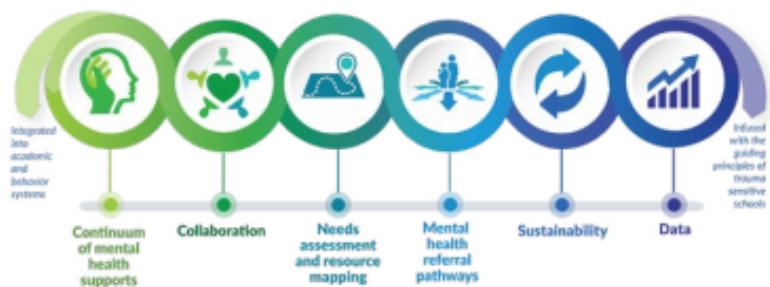 Integrated
into
academic
and
behavior
systems
Infused
with the
guiding
principles of
trauma
sensitive
schools
Continuum
of mental
health
supports
Collaboration
Needs
assessment
and resource
mapping
Mental
health
referral
pathways
Sustainability
Data